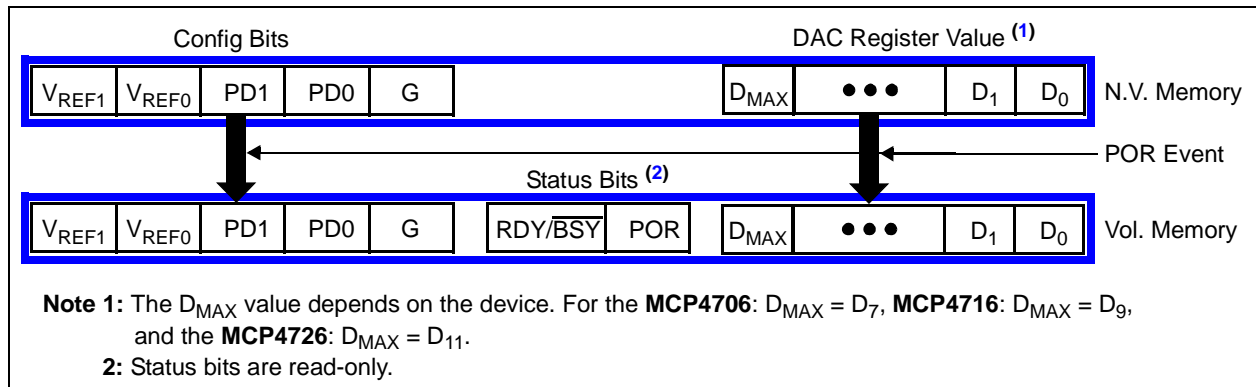 Config Bits DAC Register Value (1)
VREF1 VREF0 PD1 PD0 G DMAX ••• D1 D0 N.V. Memory
POR Event
Status Bits (2)
VREF1 VREF0 PD1 PD0 G RDY/BSY POR DMAX ••• D1 D0 Vol. Memory
Note 1: The DMAX value depends on the device. For the MCP4706: DMAX = D7, MCP4716: DMAX = D9,
and the MCP4726: DMAX = D11.
2: Status bits are read-only.